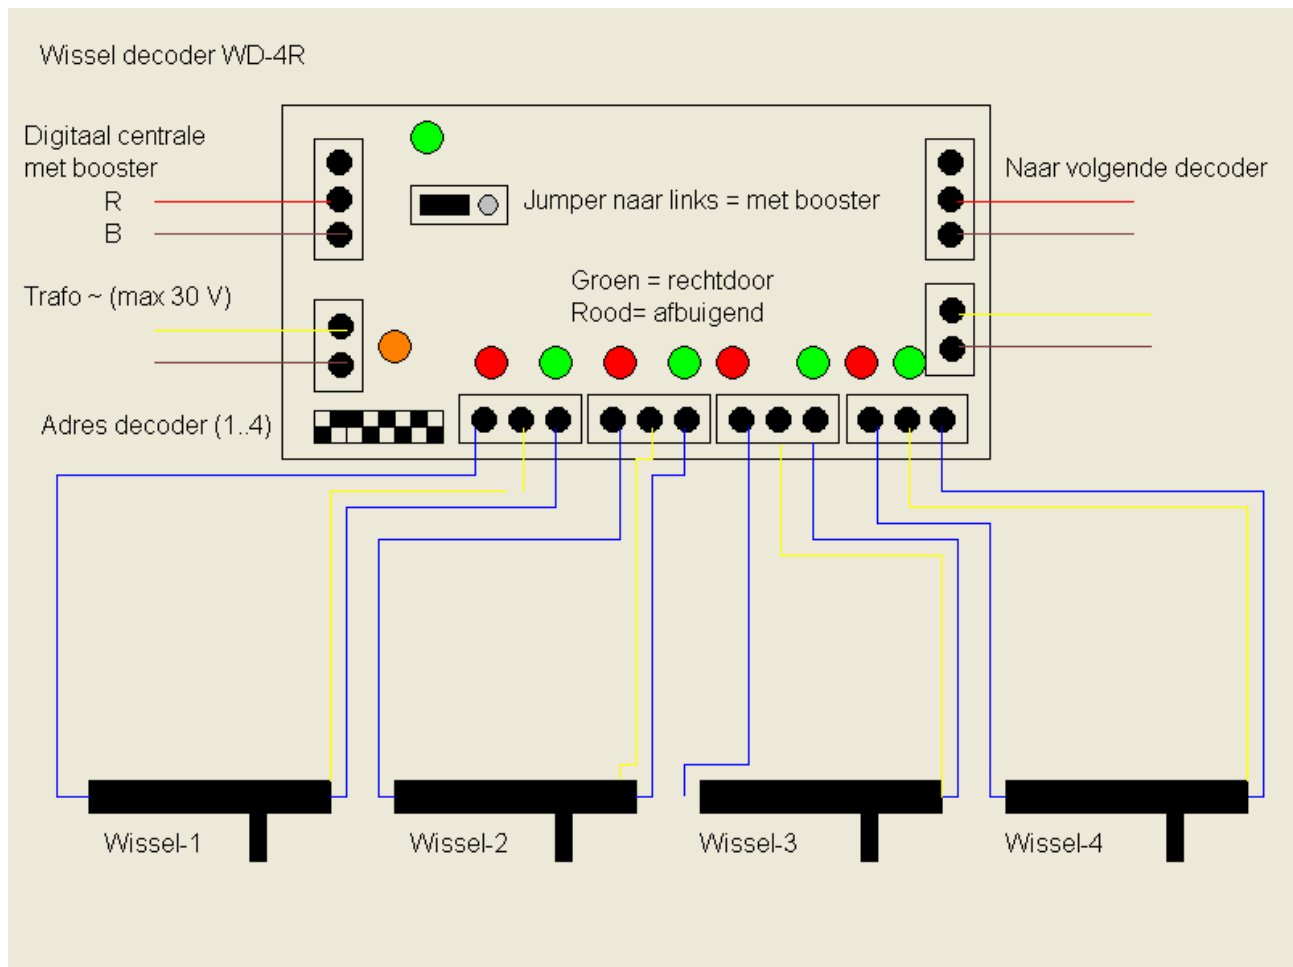 Wissel decoder WD-4R
Digitaal centrale
met booster
R
B
Jumper naar links = met booster
Naar volgende decoder
Trafo ~ (max 30 V)
Groen = rechtdoor
Rood= afbuigend
Adres decoder (1..4)
Wissel-1
Wissel-2
Wissel-3
Wissel-4